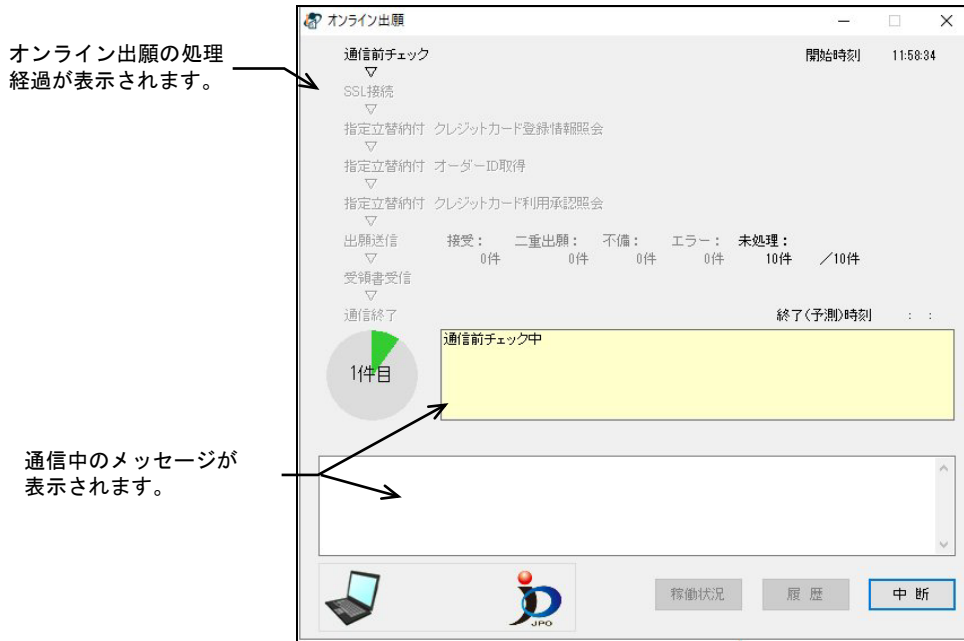 オンライン出願
オンライン出願の処理
経過が表示されます。
通信前チェック
開始時刻 11:58:34
▽
SSL接続
▽
指定立替納付 クレジットカード登録情報照会
▽
指定立替納付 オーダーID取得
▽
指定立替納付 クレジットカード利用承認照会
▽
出願送信 接受: 二重出願: 不備: エラー: 未処理:
▽ 0件 0件 0件 0件 10件 /10件
受領書受信
▽
通信終了 終了(予測)時刻 : :
通信前チェック中
1件目
通信中のメッセージが
表示されます。
JPO
稼働状況 履歴 中断